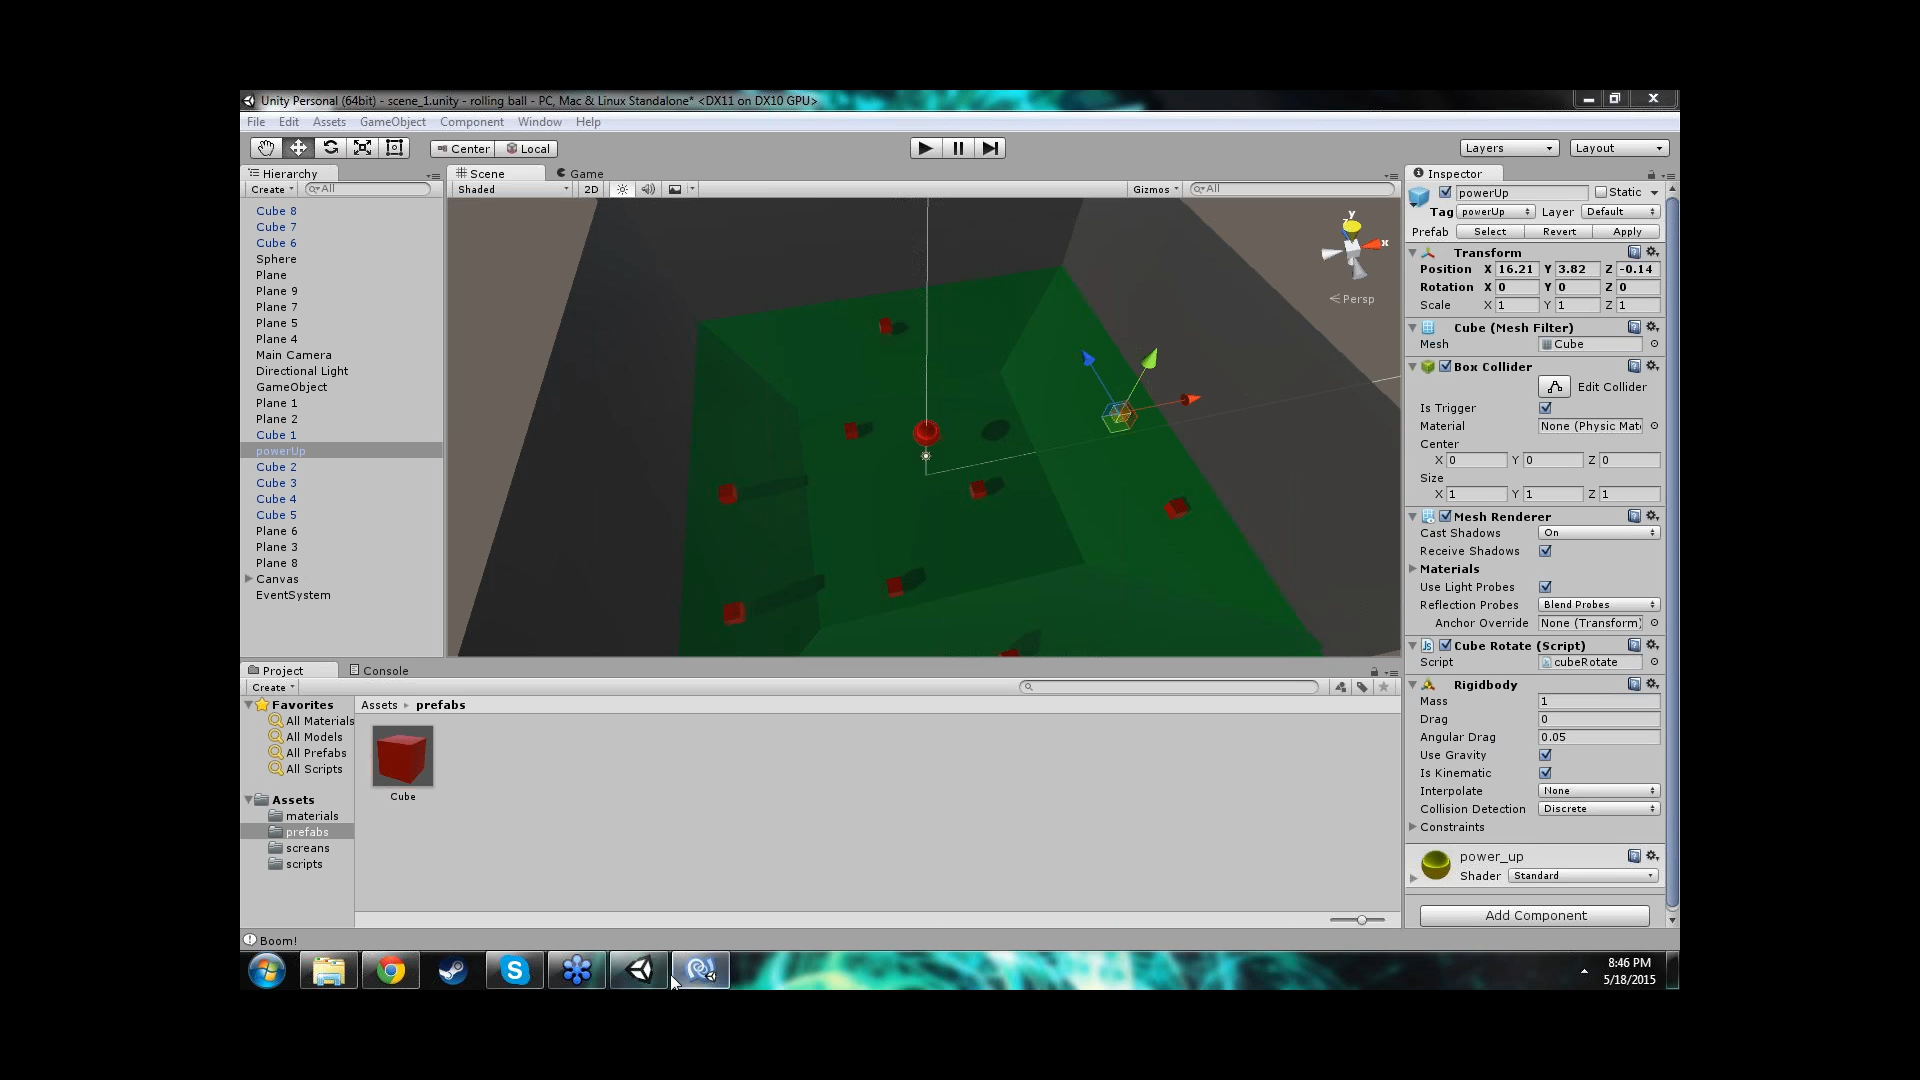 Unity Personal (64bit) - scene_1.unity - rolling ball - PC, Mac & Linux Standalone* <DX11 on DX10 GPU>
File Edit Assets GameObject Component Window Help
Center Local Layers Layout
Hierarchy
Create All
Cube 8
Cube 7
Cube 6
Sphere
Plane
Plane 9
Plane 7
Plane 5
Plane 4
Main Camera
Directional Light
GameObject
Plane 1
Plane 2
Cube 1
powerUp
Cube 2
Cube 3
Cube 4
Cube 5
Plane 6
Plane 3
Plane 8
Canvas
EventSystem
Scene Game
Shaded 2D Gizmos All
y
x
Persp
Inspector
powerUp Static
Tag powerUp Layer Default
Prefab Select Revert Apply
Transform
Position X 16.21 Y 3.82 Z -0.14
Rotation X 0 Y 0 Z 0
Scale X 1 Y 1 Z 1
Cube (Mesh Filter)
Mesh Cube
Box Collider
Edit Collider
Is Trigger
Material None (Physic Mat
Center
X 0 Y 0 Z 0
Size
X 1 Y 1 Z 1
Mesh Renderer
Cast Shadows On
Receive Shadows
Materials
Use Light Probes
Reflection Probes Blend Probes
Anchor Override None (Transform)
Cube Rotate (Script)
Script cubeRotate
Rigidbody
Mass 1
Drag 0
Angular Drag 0.05
Use Gravity
Is Kinematic
Interpolate None
Collision Detection Discrete
Constraints
power_up
Shader Standard
Add Component
Project Console
Create
Favorites
All Materials
All Models
All Prefabs
All Scripts
Assets
materials
prefabs
screans
scripts
Assets prefabs
Cube
Boom!
8:46 PM
5/18/2015